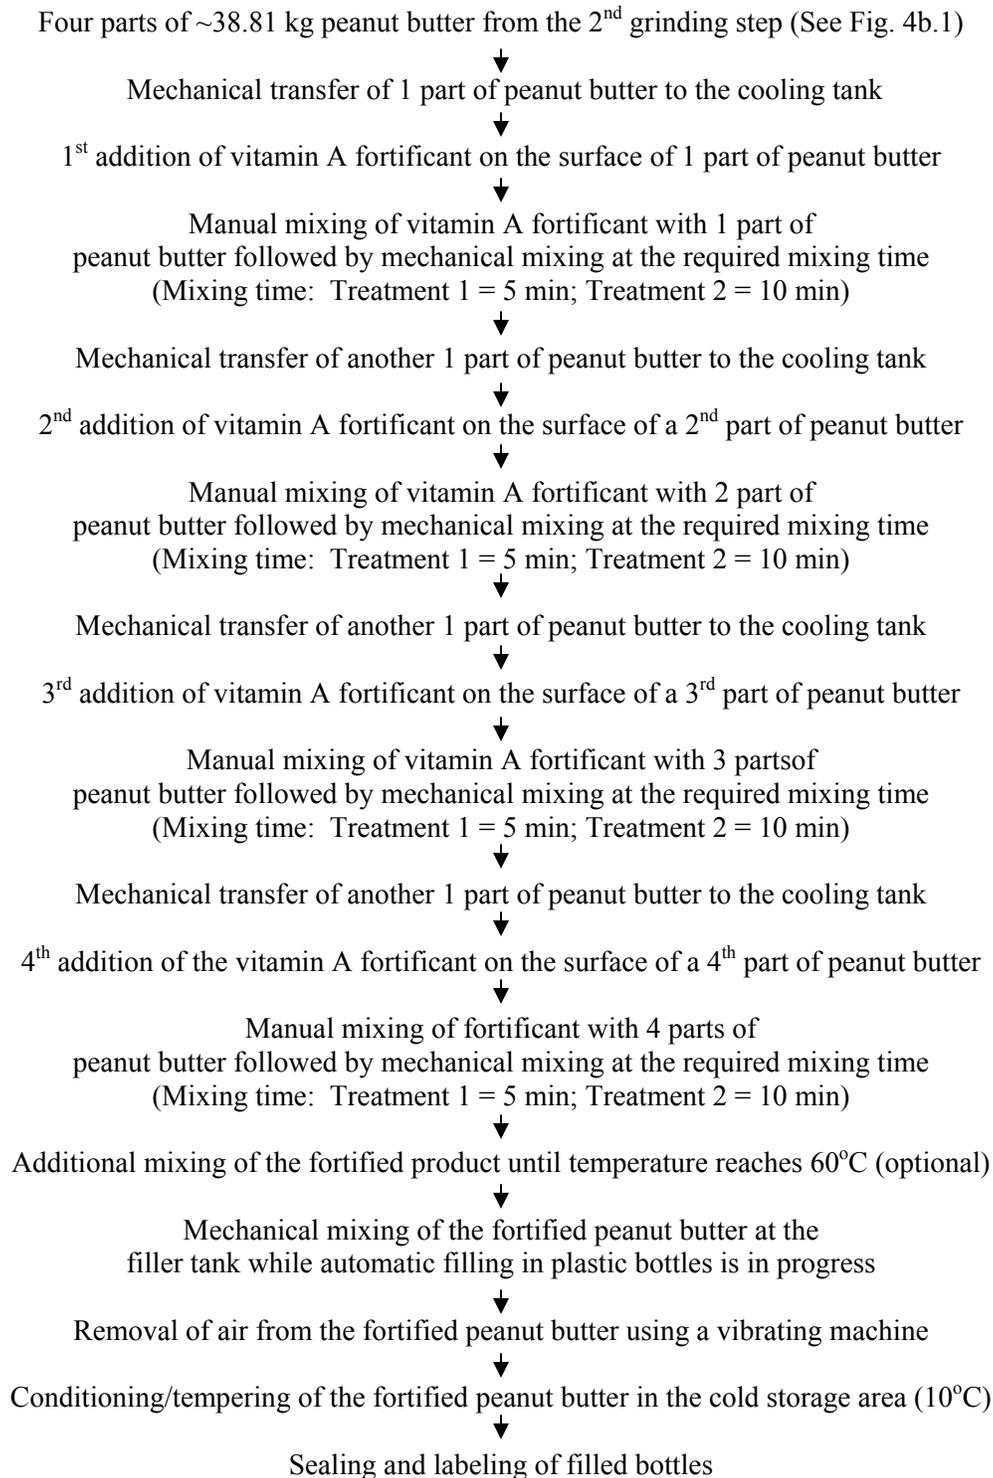 Four parts of ~38.81 kg peanut butter from the 2nd grinding step (See Fig. 4b.1)
Mechanical transfer of 1 part of peanut butter to the cooling tank
1st addition of vitamin A fortificant on the surface of 1 part of peanut butter
Manual mixing of vitamin A fortificant with 1 part of
peanut butter followed by mechanical mixing at the required mixing time
(Mixing time: Treatment 1 = 5 min; Treatment 2 = 10 min)
Mechanical transfer of another 1 part of peanut butter to the cooling tank
2nd addition of vitamin A fortificant on the surface of a 2nd part of peanut butter
Manual mixing of vitamin A fortificant with 2 part of
peanut butter followed by mechanical mixing at the required mixing time
(Mixing time: Treatment 1 = 5 min; Treatment 2 = 10 min)
Mechanical transfer of another 1 part of peanut butter to the cooling tank
3rd addition of vitamin A fortificant on the surface of a 3rd part of peanut butter
Manual mixing of vitamin A fortificant with 3 partsof
peanut butter followed by mechanical mixing at the required mixing time
(Mixing time: Treatment 1 = 5 min; Treatment 2 = 10 min)
Mechanical transfer of another 1 part of peanut butter to the cooling tank
4th addition of the vitamin A fortificant on the surface of a 4th part of peanut butter
Manual mixing of fortificant with 4 parts of
peanut butter followed by mechanical mixing at the required mixing time
(Mixing time: Treatment 1 = 5 min; Treatment 2 = 10 min)
Additional mixing of the fortified product until temperature reaches 60°C (optional)
Mechanical mixing of the fortified peanut butter at the
filler tank while automatic filling in plastic bottles is in progress
Removal of air from the fortified peanut butter using a vibrating machine
Conditioning/tempering of the fortified peanut butter in the cold storage area (10°C)
Sealing and labeling of filled bottles